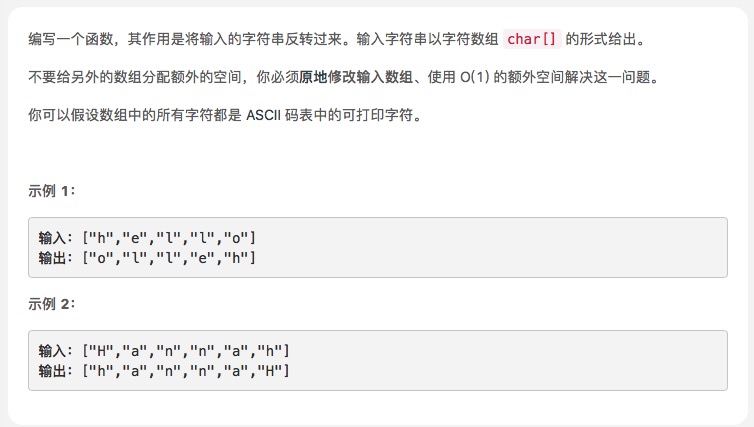 编写一个函数，其作用是将输入的字符串反转过来。输入字符串以字符数组 char[] 的形式给出。
不要给另外的数组分配额外的空间，你必须原地修改输入数组、使用 O(1) 的额外空间解决这一问题。
你可以假设数组中的所有字符都是 ASCII 码表中的可打印字符。
示例 1：
输入：["h","e","l","l","o"]
输出：["o","l","l","e","h"]
示例 2：
输入：["H","a","n","n","a","h"]
输出：["h","a","n","n","a","H"]